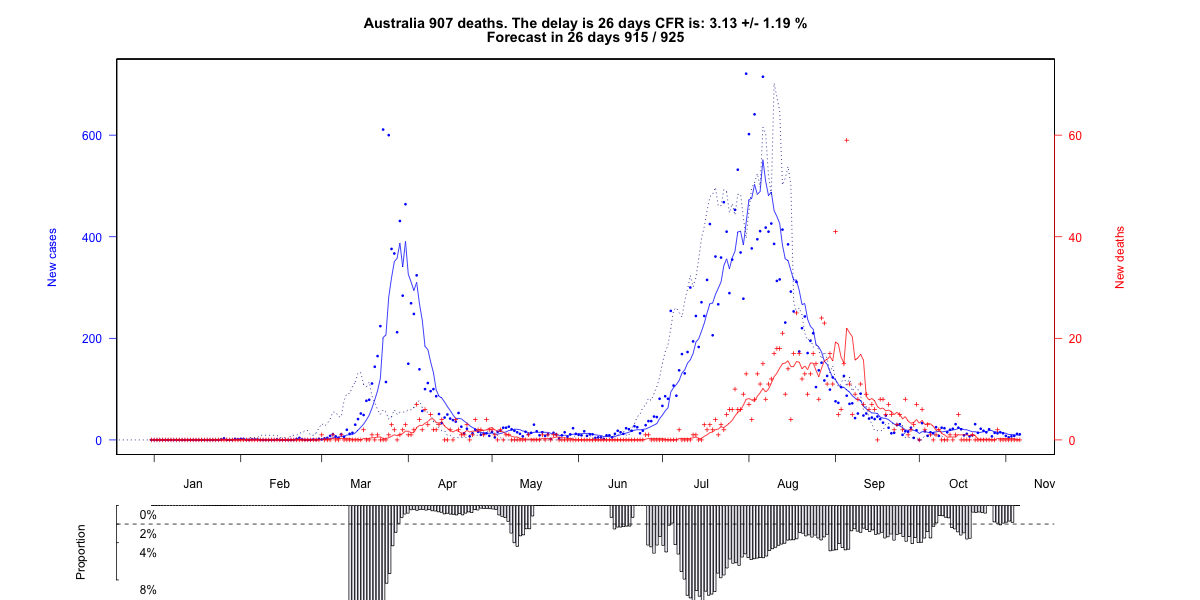 Australia 907 deaths. The delay is 26 days CFR is: 3.13 +/- 1.19 %
Forecast in 26 days 915 / 925
600
400
200
0
New cases
60
40
20
0
New deaths
Jan Feb Mar Apr May Jun Jul Aug Sep Oct Nov
Proportion
0%
2%
4%
8%